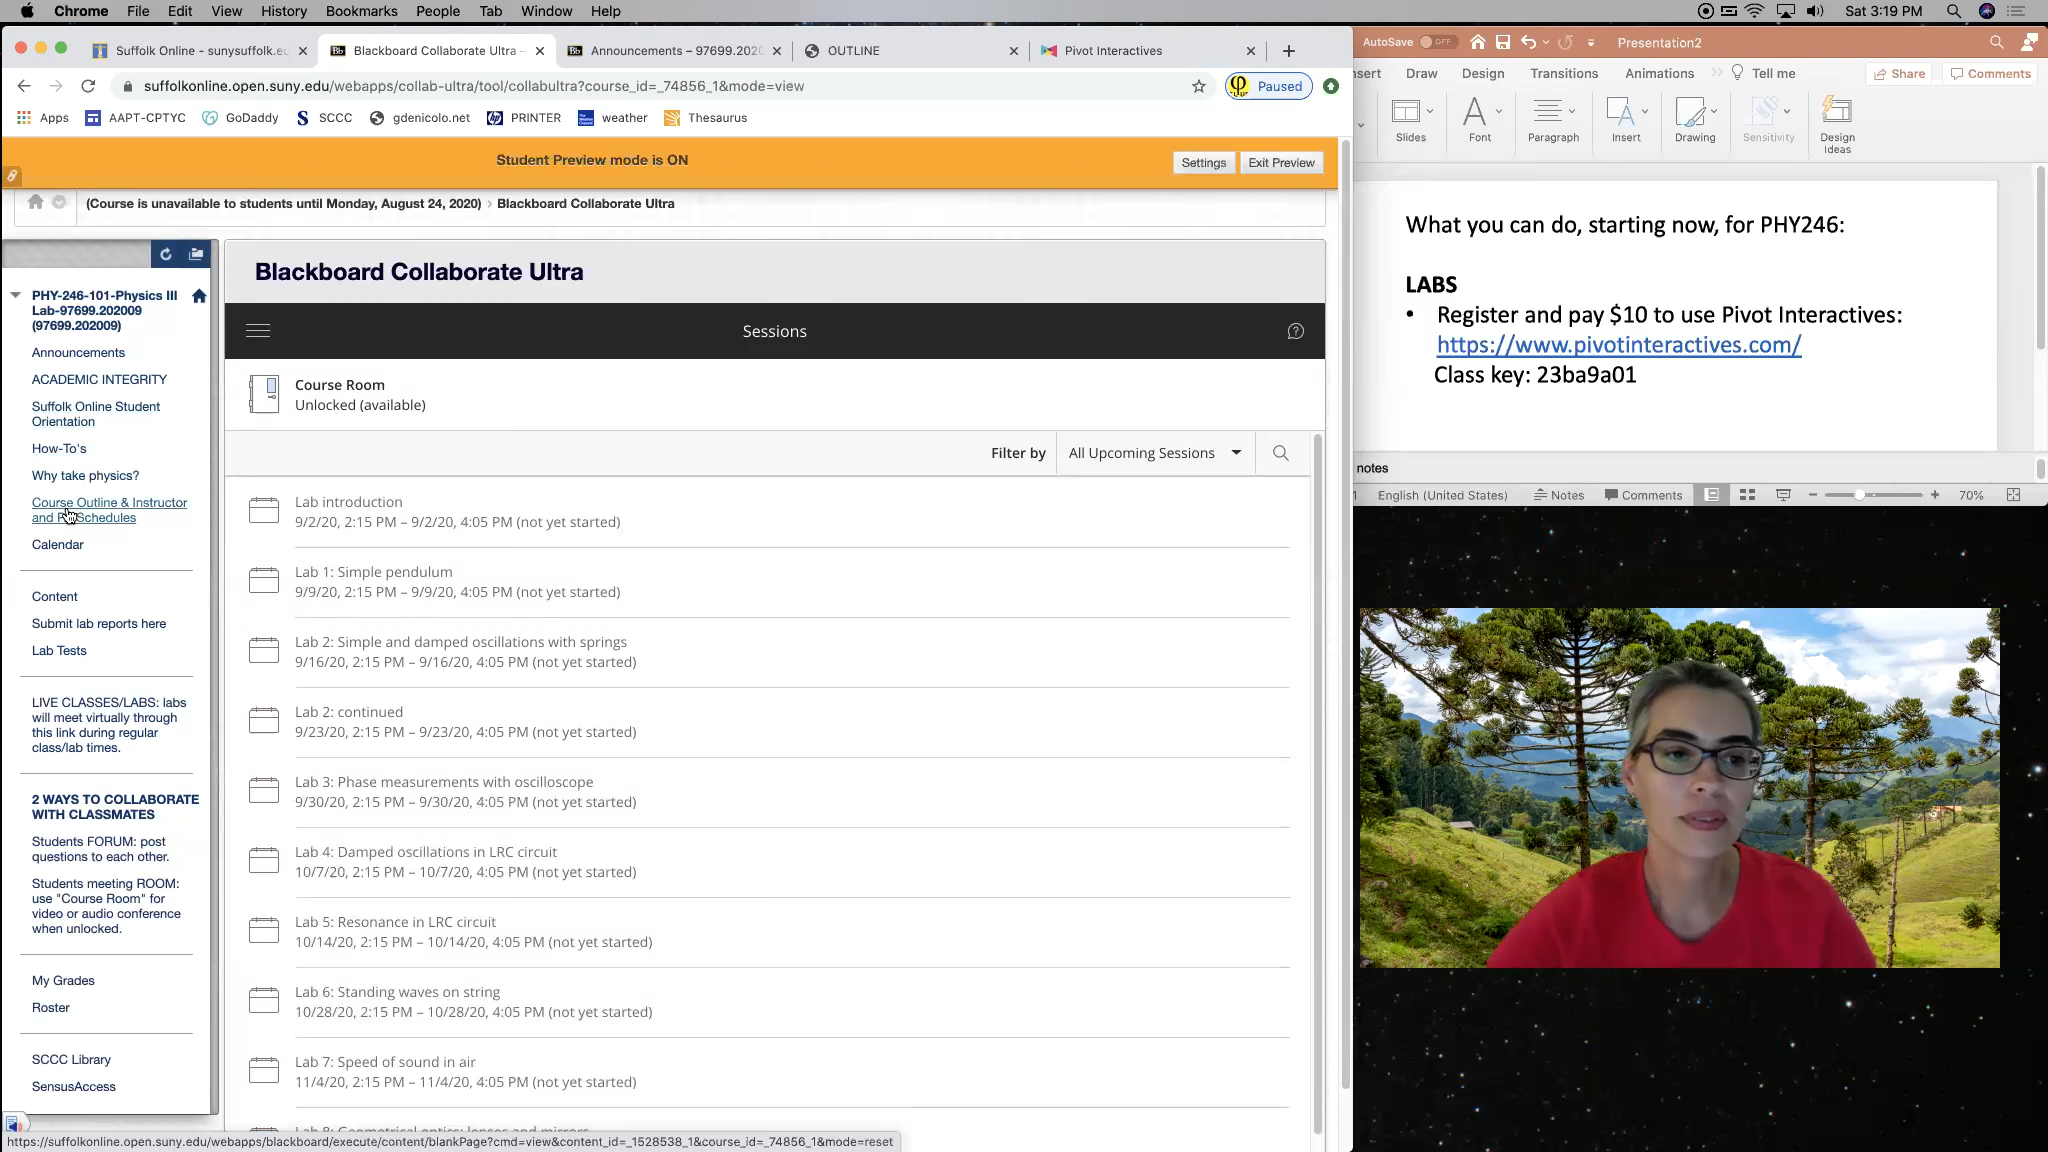 Chrome File Edit View History Bookmarks People Tab Window Help
Sat 3:19 PM
Suffolk Online - sunysuffolk.e
Blackboard Collaborate Ultra –
Announcements – 97699.202
OUTLINE
Pivot Interactives
suffolkonline.open.suny.edu/webapps/collab-ultra/tool/collabultra?course_id=_74856_1&mode=view
Paused
Apps AAPT-CPTYC GoDaddy SCCC gdenicolo.net PRINTER weather Thesaurus
Student Preview mode is ON
Settings
Exit Preview
(Course is unavailable to students until Monday, August 24, 2020) › Blackboard Collaborate Ultra
PHY-246-101-Physics III
Lab-97699.202009
(97699.202009)
Announcements
ACADEMIC INTEGRITY
Suffolk Online Student
Orientation
How-To's
Why take physics?
Course Outline & Instructor
and Schedules
Calendar
Content
Submit lab reports here
Lab Tests
LIVE CLASSES/LABS: labs
will meet virtually through
this link during regular
class/lab times.
2 WAYS TO COLLABORATE
WITH CLASSMATES
Students FORUM: post
questions to each other.
Students meeting ROOM:
use "Course Room" for
video or audio conference
when unlocked.
My Grades
Roster
SCCC Library
SensusAccess
Blackboard Collaborate Ultra
Sessions
Course Room
Unlocked (available)
Filter by All Upcoming Sessions
Lab introduction
9/2/20, 2:15 PM – 9/2/20, 4:05 PM (not yet started)
Lab 1: Simple pendulum
9/9/20, 2:15 PM – 9/9/20, 4:05 PM (not yet started)
Lab 2: Simple and damped oscillations with springs
9/16/20, 2:15 PM – 9/16/20, 4:05 PM (not yet started)
Lab 2: continued
9/23/20, 2:15 PM – 9/23/20, 4:05 PM (not yet started)
Lab 3: Phase measurements with oscilloscope
9/30/20, 2:15 PM – 9/30/20, 4:05 PM (not yet started)
Lab 4: Damped oscillations in LRC circuit
10/7/20, 2:15 PM – 10/7/20, 4:05 PM (not yet started)
Lab 5: Resonance in LRC circuit
10/14/20, 2:15 PM – 10/14/20, 4:05 PM (not yet started)
Lab 6: Standing waves on string
10/28/20, 2:15 PM – 10/28/20, 4:05 PM (not yet started)
Lab 7: Speed of sound in air
11/4/20, 2:15 PM – 11/4/20, 4:05 PM (not yet started)
Lab 8: Geometrical optics: lenses and mirrors
https://suffolkonline.open.suny.edu/webapps/blackboard/execute/content/blankPage?cmd=view&content_id=_1528538_1&course_id=_74856_1&mode=reset
AutoSave OFF
Presentation2
nsert Draw Design Transitions Animations Tell me
Share
Comments
Slides Font Paragraph Insert Drawing Sensitivity Design
Ideas
What you can do, starting now, for PHY246:
LABS
• Register and pay $10 to use Pivot Interactives:
https://www.pivotinteractives.com/
Class key: 23ba9a01
notes
English (United States) Notes Comments 70%